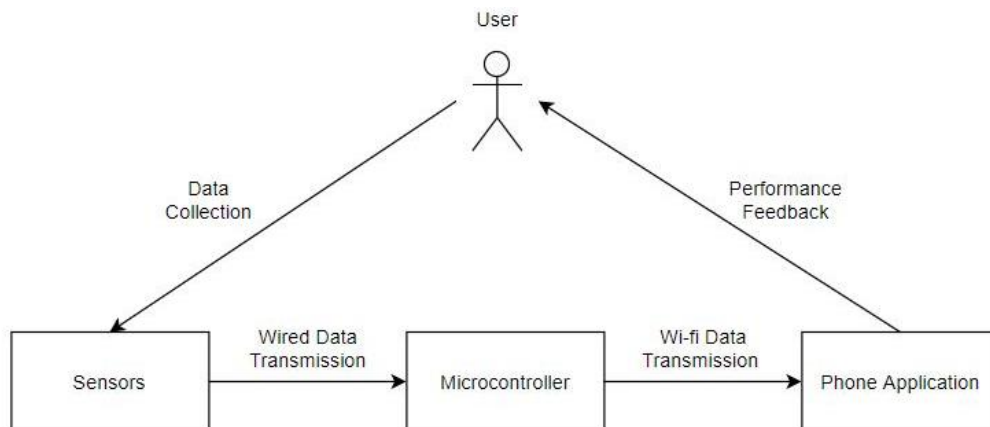 User
Data
Collection
Performance
Feedback
Wired Data
Transmission
Wi-fi Data
Transmission
Sensors
Microcontroller
Phone Application